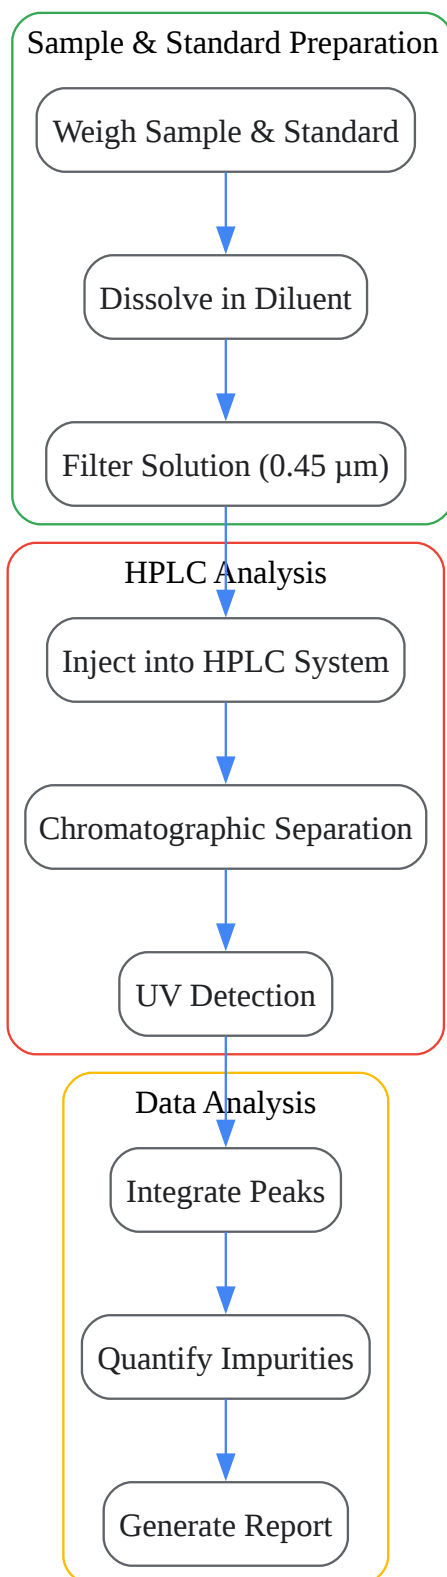 Sample & Standard Preparation
Weigh Sample & Standard
Dissolve in Diluent
Filter Solution (0.45 µm)
HPLC Analysis
Inject into HPLC System
Chromatographic Separation
UV Detection
Data Analysis
Integrate Peaks
Quantify Impurities
Generate Report